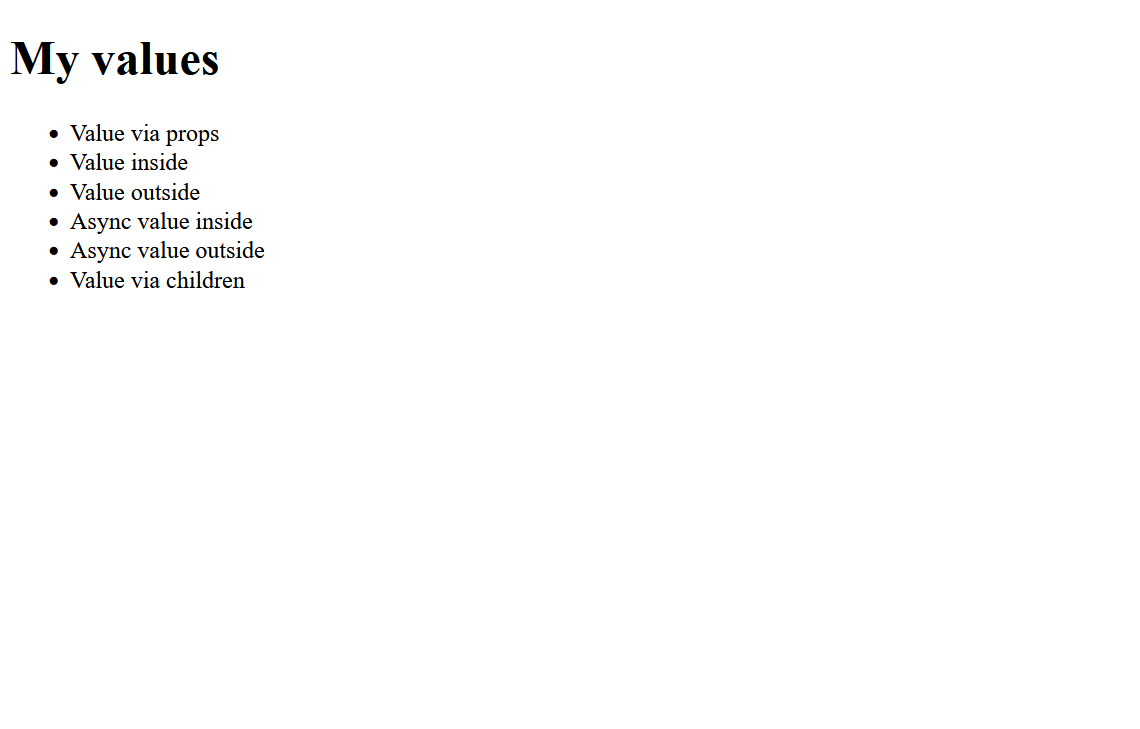 My values
Value via props
Value inside
Value outside
Async value inside
Async value outside
Value via children